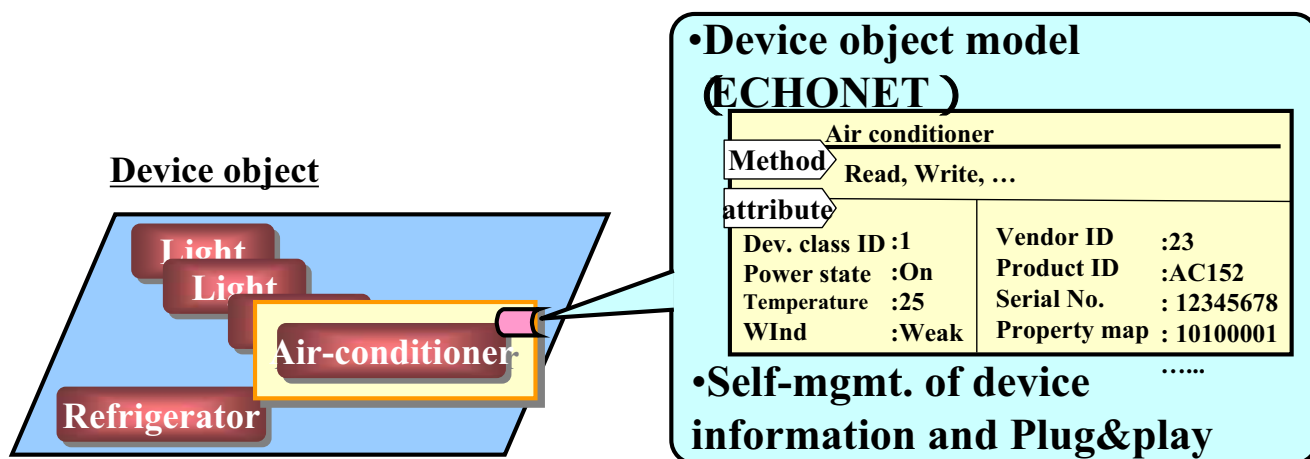 Device object
Light
Light
Air-conditioner
Refrigerator
•Device object model
(ECHONET )
Air conditioner
Method
Read, Write, …
attribute
Dev. class ID :1
Power state :On
Temperature :25
WInd :Weak
Vendor ID :23
Product ID :AC152
Serial No. : 12345678
Property map : 10100001
…...
•Self-mgmt. of device
information and Plug&play